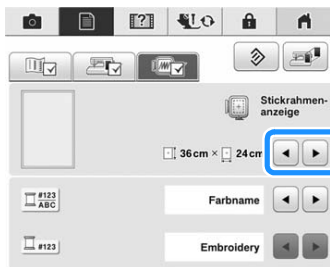 Stickrahmen-
anzeige
36 cm × 24 cm
#123
ABC
Farbname
#123
Embroidery